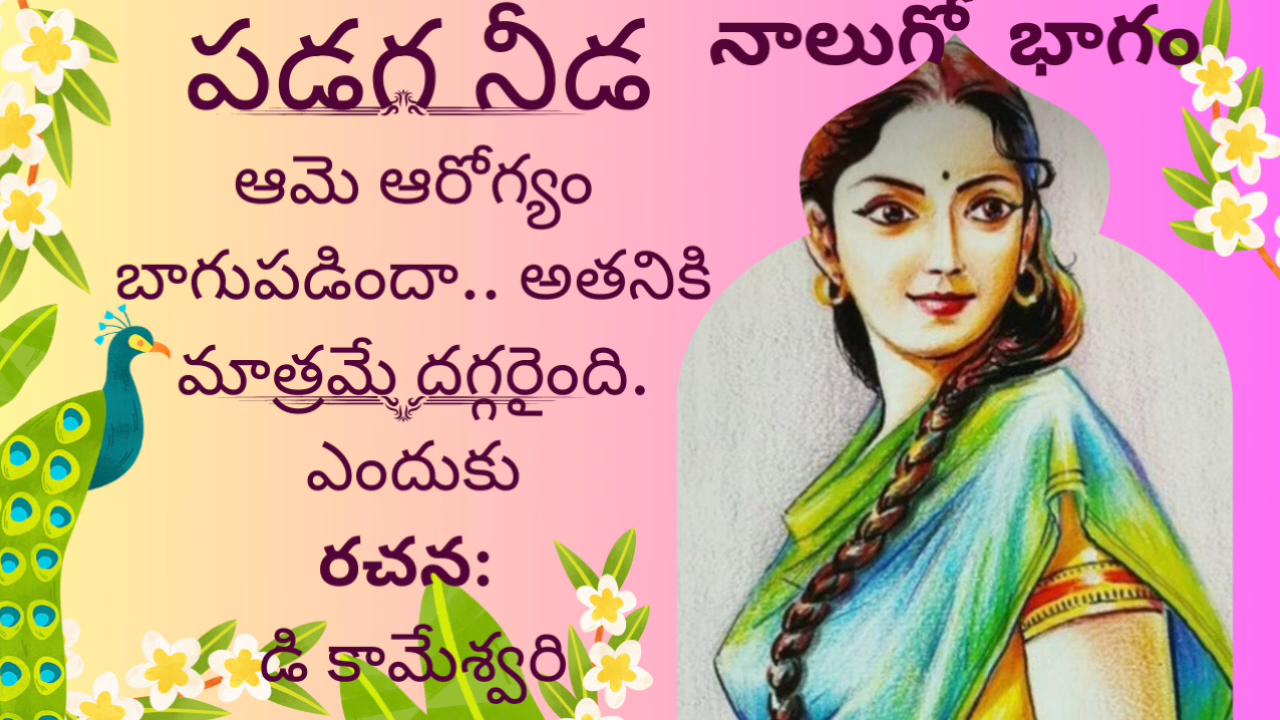 పడగ నీడ
నాలుగో భాగం
ఆమె ఆరోగ్యం
బాగుపడిందా.. అతనికి
మాత్రమే దగ్గరైంది.
ఎందుకు
రచన:
డి కామేశ్వరి